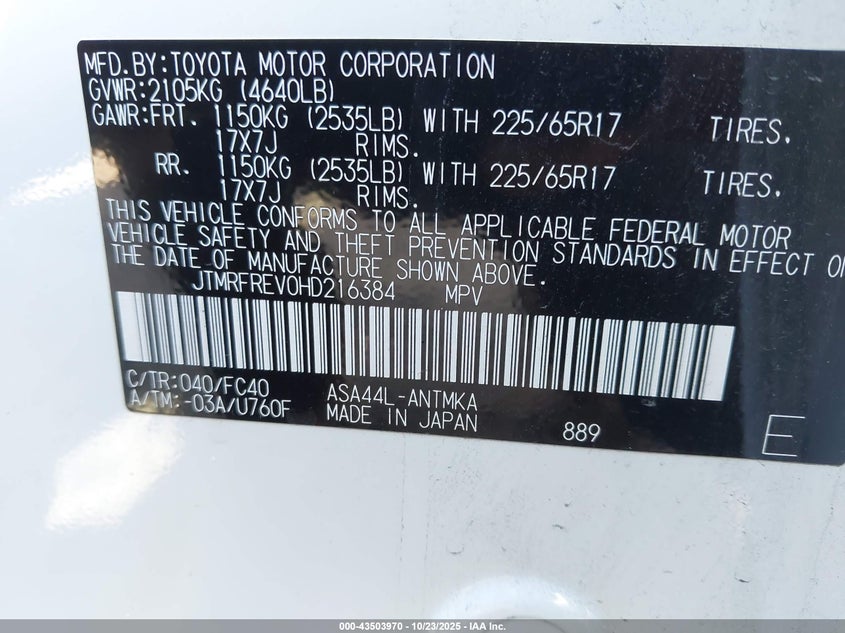 MFD.BY:TOYOTA MOTOR CORPORATION
GVWR:2105KG (4640LB)
GAWR:FRT. 1150KG (2535LB) WITH 225/65R17 TIRES.
17X7J RIMS.
RR. 1150KG (2535LB) WITH 225/65R17 TIRES.
17X7J RIMS.
THIS VEHICLE CONFORMS TO ALL APPLICABLE FEDERAL MOTOR
VEHICLE SAFETY AND THEFT PREVENTION STANDARDS IN EFFECT ON
THE DATE OF MANUFACTURE SHOWN ABOVE.
JTMRFREV0HD216384 MPV
C/TR:040/FC40 ASA44L-ANTMKA
A/TM:-03A/U760F MADE IN JAPAN 889 E
000-43503970 - 10/23/2025 - IAA Inc.